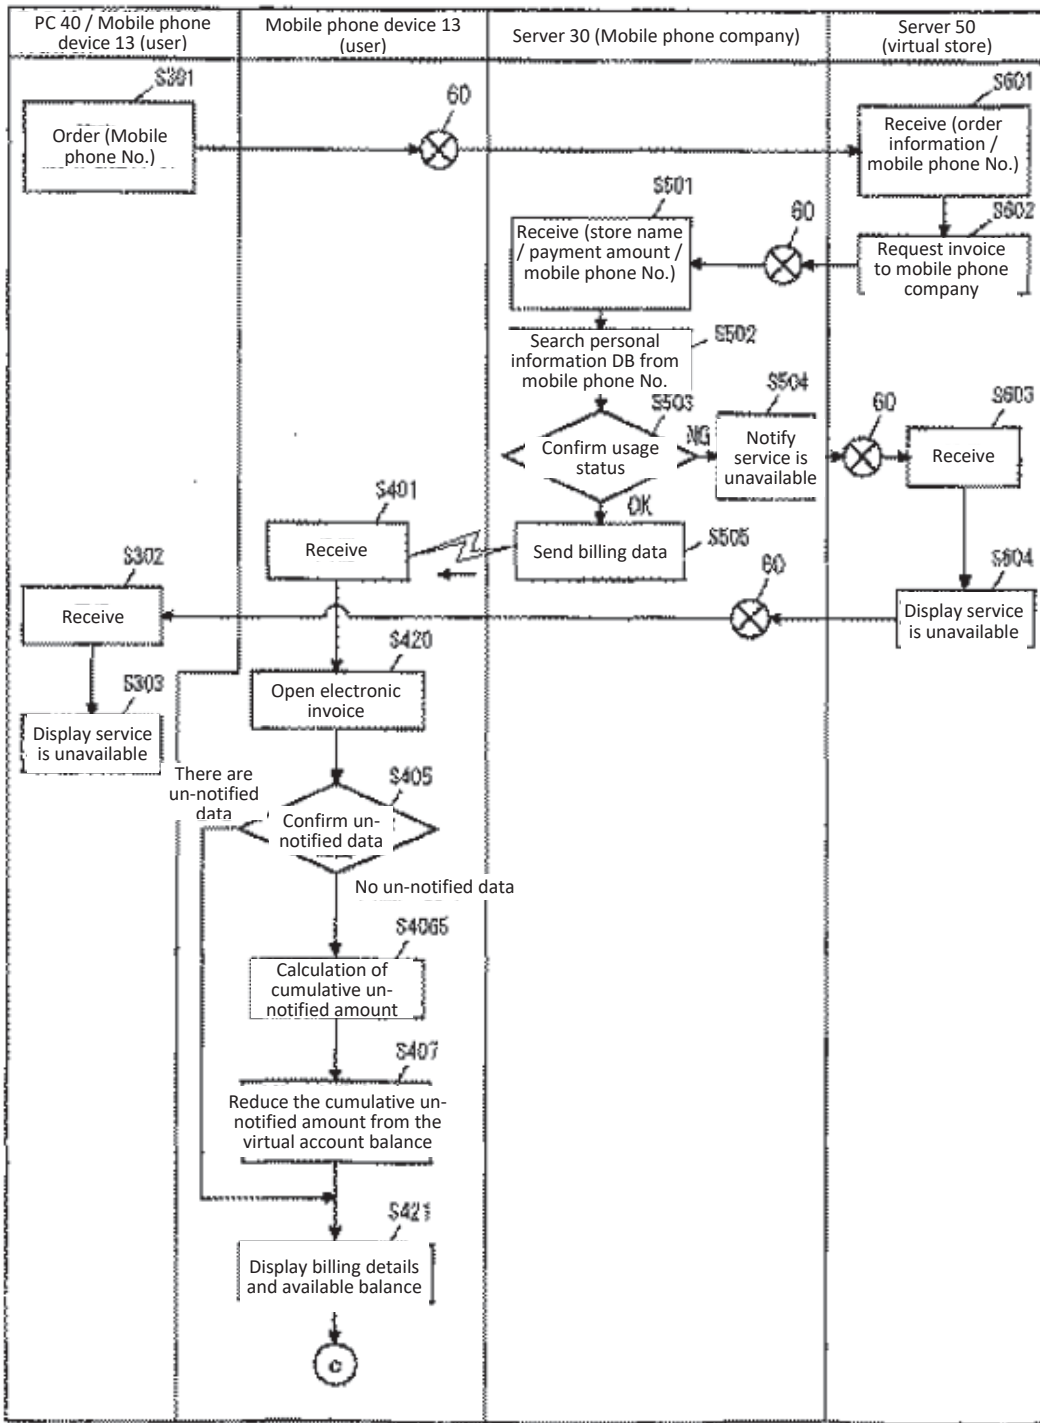 PC 40 / Mobile phone
device 13 (user)
Mobile phone device 13
(user)
Server 30 (Mobile phone company)
Server 50
(virtual store)
S301
Order (Mobile
phone No.)
60
S601
Receive (order
information /
mobile phone No.)
S501
Receive (store name
/ payment amount /
mobile phone No.)
60
S602
Request invoice
to mobile phone
company
S502
Search personal
information DB from
mobile phone No.
S503
Confirm usage
status
NG
OK
S504
Notify
service is
unavailable
60
S603
Receive
S401
Receive
S505
Send billing data
S302
Receive
60
S604
Display service
is unavailable
S303
Display service
is unavailable
S420
Open electronic
invoice
There are
un-notified
data
S405
Confirm un-
notified data
No un-notified data
S4065
Calculation of
cumulative un-
notified amount
S407
Reduce the cumulative un-
notified amount from the
virtual account balance
S421
Display billing details
and available balance
c